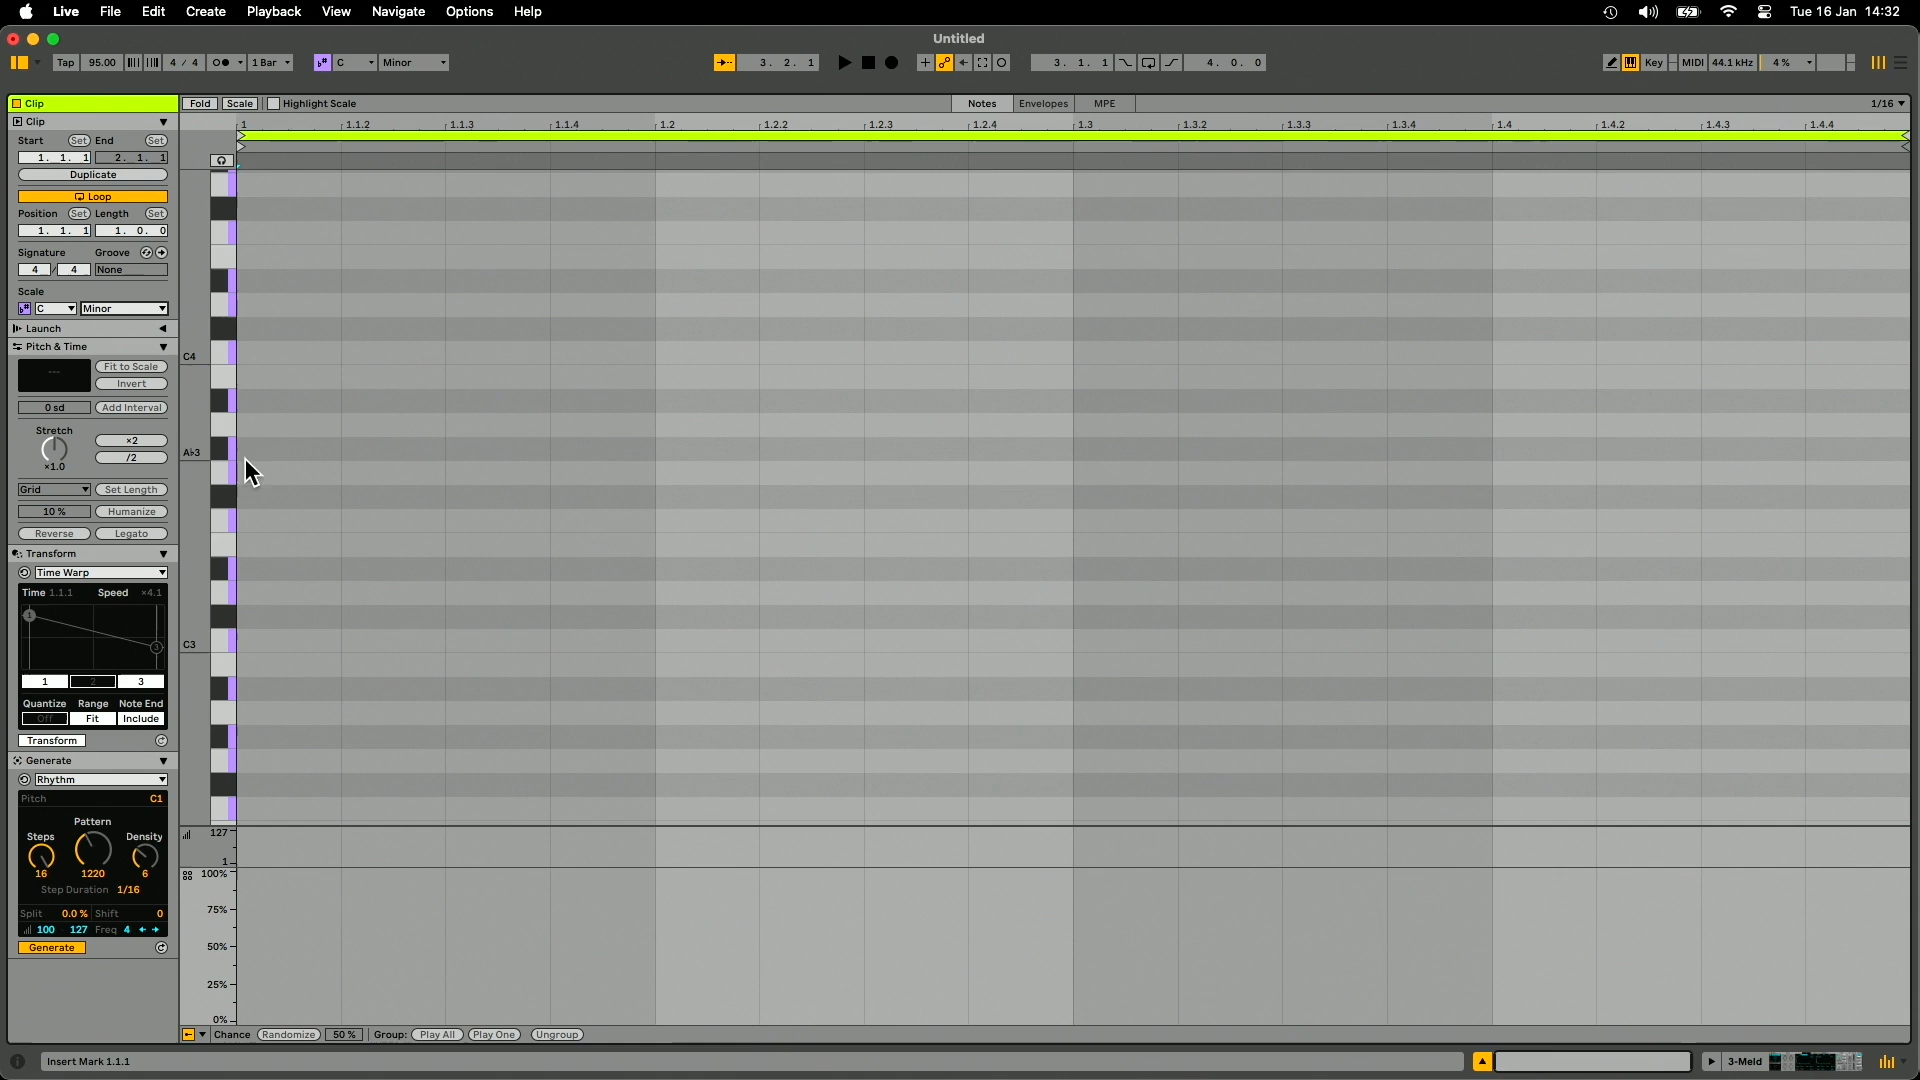 Live File Edit Create Playback View Navigate Options Help Tue 16 Jan 14:32
Untitled
Tap 95.00 4 / 4 1 Bar C Minor 3. 2. 1 3. 1. 1 4. 0. 0 Key MIDI 44.1 kHz 4 %
Clip Fold Scale Highlight Scale Notes Envelopes MPE 1/16
Clip
1 1.1.2 1.1.3 1.1.4 1.2 1.2.2 1.2.3 1.2.4 1.3 1.3.2 1.3.3 1.3.4 1.4 1.4.2 1.4.3 1.4.4
Start Set End Set
1. 1. 1 2. 1. 1
Duplicate
Loop
Position Set Length Set
1. 1. 1 1. 0. 0
Signature Groove
4 / 4 None
Scale
C Minor
Launch
Pitch & Time
C4
--- Fit to Scale
Invert
0 sd Add Interval
Stretch
×2
A♭3
/2
×1.0
Grid Set Length
10 % Humanize
Reverse Legato
Transform
Time Warp
Time 1.1.1 Speed ×4.1
1
C3
3
1 2 3
Quantize Range Note End
Off Fit Include
Transform
Generate
Rhythm
Pitch C1
Pattern
Steps Density
16 1220 6
Step Duration 1/16
Split 0.0 % Shift 0
100 127 Freq 4
Generate
127
1
100%
75%
50%
25%
0%
Chance Randomize 50 % Group: Play All Play One Ungroup
Insert Mark 1.1.1 3-Meld